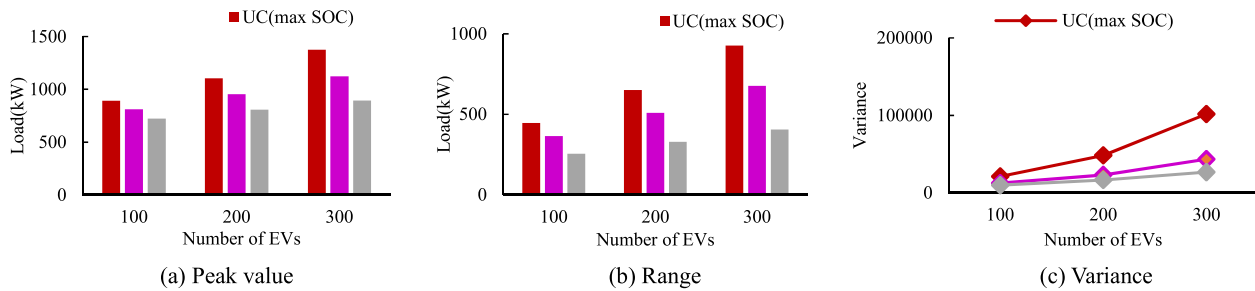 UC(max SOC)
1500
1000
500
0
Load(kW)
100 200 300
Number of EVs
(a) Peak value
UC(max SOC)
1000
500
0
Load(kW)
100 200 300
Number of EVs
(b) Range
UC(max SOC)
200000
100000
0
Variance
100 200 300
Number of EVs
(c) Variance